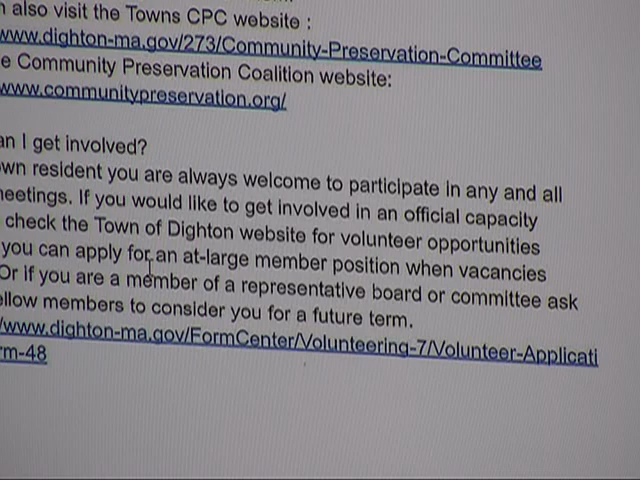 also visit the Towns CPC website :
www.dighton-ma.gov/273/Community-Preservation-Committee
Community Preservation Coalition website:
www.communitypreservation.org/
I get involved?
resident you are always welcome to participate in any and all
meetings. If you would like to get involved in an official capacity
check the Town of Dighton website for volunteer opportunities
you can apply for an at-large member position when vacancies
Or if you are a member of a representative board or committee ask
members to consider you for a future term.
/www.dighton-ma.gov/FormCenter/Volunteering-7/Volunteer-Applicati
rm-48